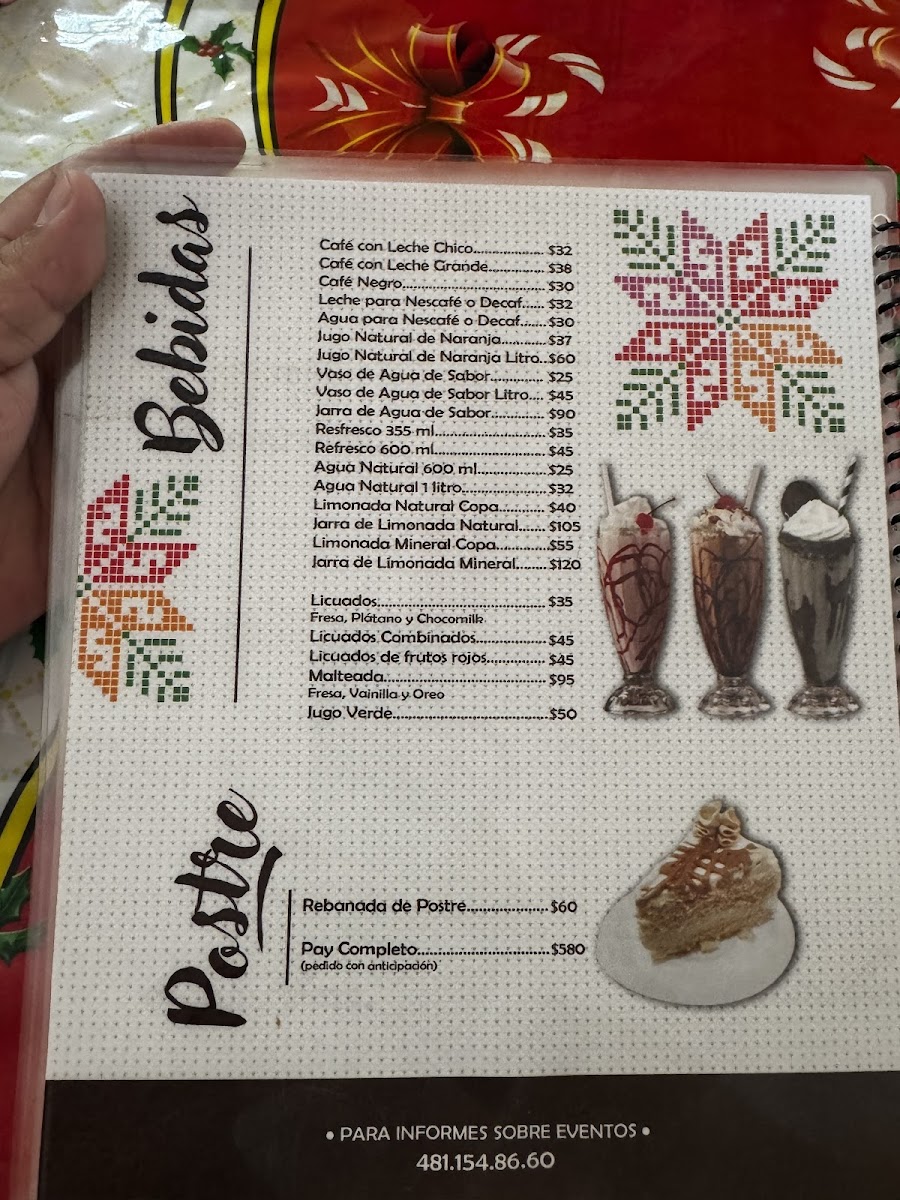 Bebidas
Café con Leche Chico.................. $32
Café con Leche Grande.............. $38
Café Negro.................................... $30
Leche para Nescafé o Decaf...... $32
Agua para Nescafé o Decaf.......$30
Jugo Natural de Naranja............ $37
Jugo Natural de Naranja Litro..$60
Vaso de Agua de Sabor.............. $25
Vaso de Agua de Sabor Litro.... $45
Jarra de Agua de Sabor.............. $90
Resfresco 355 ml............................ $35
Refresco 600 ml............................ $45
Agua Natural 600 ml.................$25
Agua Natural 1 litro..................... $32
Limonada Natural Copa............ $40
Jarra de Limonada Natural....... $105
Limonada Mineral Copa.............$55
Jarra de Limonada Mineral........ $120
Licuados.......................................... $35
Fresa, Plátano y Chocomilk
Licuados Combinados................. $45
Licuados de frutos rojos............... $45
Malteada........................................ $95
Fresa, Vainilla y Oreo
Jugo Verde.......................................$50
Postre
Rebanada de Postre.....................$60
Pay Completo.................................$580
(pedido con anticipación)
• PARA INFORMES SOBRE EVENTOS •
481.154.86.60